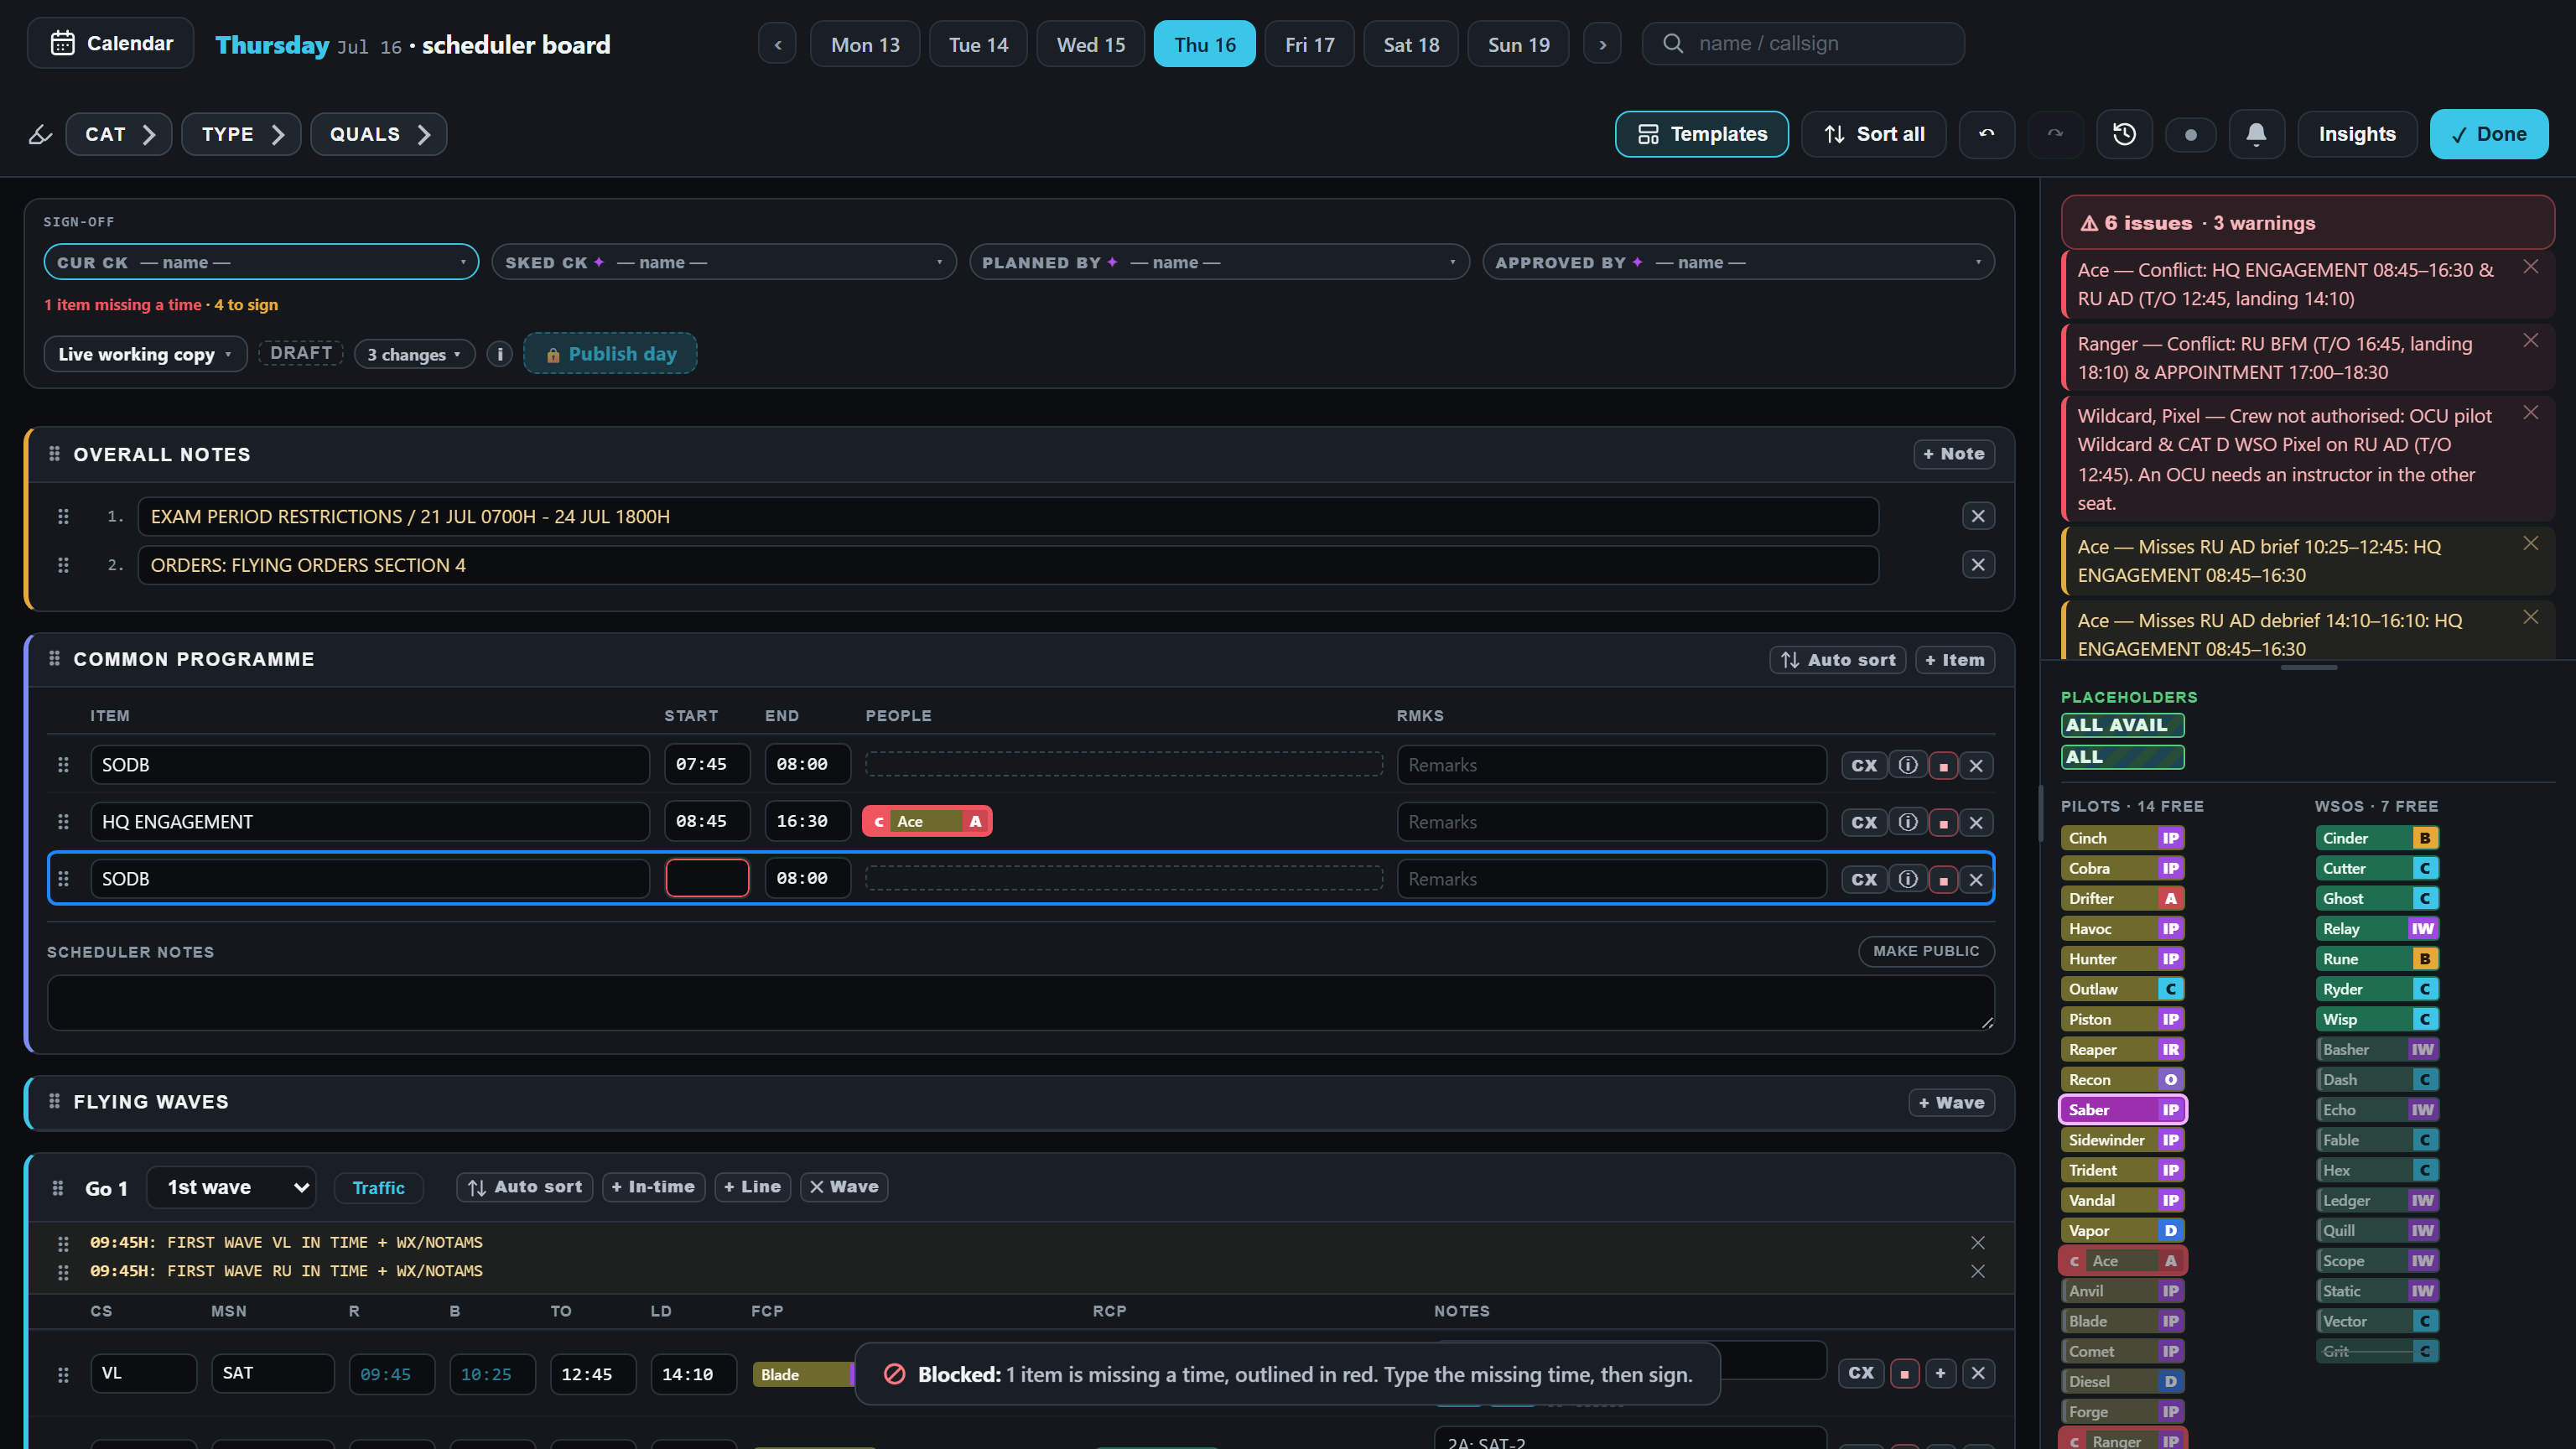 Calendar
Thursday Jul 16 · scheduler board
‹ Mon 13 Tue 14 Wed 15 Thu 16 Fri 17 Sat 18 Sun 19 ›
name / callsign
CAT TYPE QUALS
Templates Sort all Insights ✓ Done
SIGN-OFF
CUR CK — name —
SKED CK ✦ — name —
PLANNED BY ✦ — name —
APPROVED BY ✦ — name —
1 item missing a time · 4 to sign
Live working copy DRAFT 3 changes i Publish day
OVERALL NOTES + Note
1. EXAM PERIOD RESTRICTIONS / 21 JUL 0700H - 24 JUL 1800H
2. ORDERS: FLYING ORDERS SECTION 4
COMMON PROGRAMME Auto sort + Item
ITEM START END PEOPLE RMKS
SODB 07:45 08:00 Remarks CX
HQ ENGAGEMENT 08:45 16:30 c Ace A Remarks CX
SODB 08:00 Remarks CX
SCHEDULER NOTES MAKE PUBLIC
FLYING WAVES + Wave
Go 1 1st wave Traffic Auto sort + In-time + Line ✕ Wave
09:45H: FIRST WAVE VL IN TIME + WX/NOTAMS
09:45H: FIRST WAVE RU IN TIME + WX/NOTAMS
CS MSN R B TO LD FCP RCP NOTES
VL SAT 09:45 10:25 12:45 14:10 Blade CX +
Blocked: 1 item is missing a time, outlined in red. Type the missing time, then sign.
2A: SAT-2
⚠ 6 issues · 3 warnings
Ace — Conflict: HQ ENGAGEMENT 08:45–16:30 &
RU AD (T/O 12:45, landing 14:10)
Ranger — Conflict: RU BFM (T/O 16:45, landing
18:10) & APPOINTMENT 17:00–18:30
Wildcard, Pixel — Crew not authorised: OCU pilot
Wildcard & CAT D WSO Pixel on RU AD (T/O
12:45). An OCU needs an instructor in the other
seat.
Ace — Misses RU AD brief 10:25–12:45: HQ
ENGAGEMENT 08:45–16:30
Ace — Misses RU AD debrief 14:10–16:10: HQ
ENGAGEMENT 08:45–16:30
PLACEHOLDERS
ALL AVAIL
ALL
PILOTS · 14 FREE
Cinch IP
Cobra IP
Drifter A
Havoc IP
Hunter IP
Outlaw C
Piston IP
Reaper IR
Recon O
Saber IP
Sidewinder IP
Trident IP
Vandal IP
Vapor D
c Ace A
Anvil IP
Blade IP
Comet IP
Diesel D
Forge IP
c Ranger IP
WSOS · 7 FREE
Cinder B
Cutter C
Ghost C
Relay IW
Rune B
Ryder C
Wisp C
Basher IW
Dash C
Echo IW
Fable C
Hex C
Ledger IW
Quill IW
Scope IW
Static IW
Vector C
Grit C